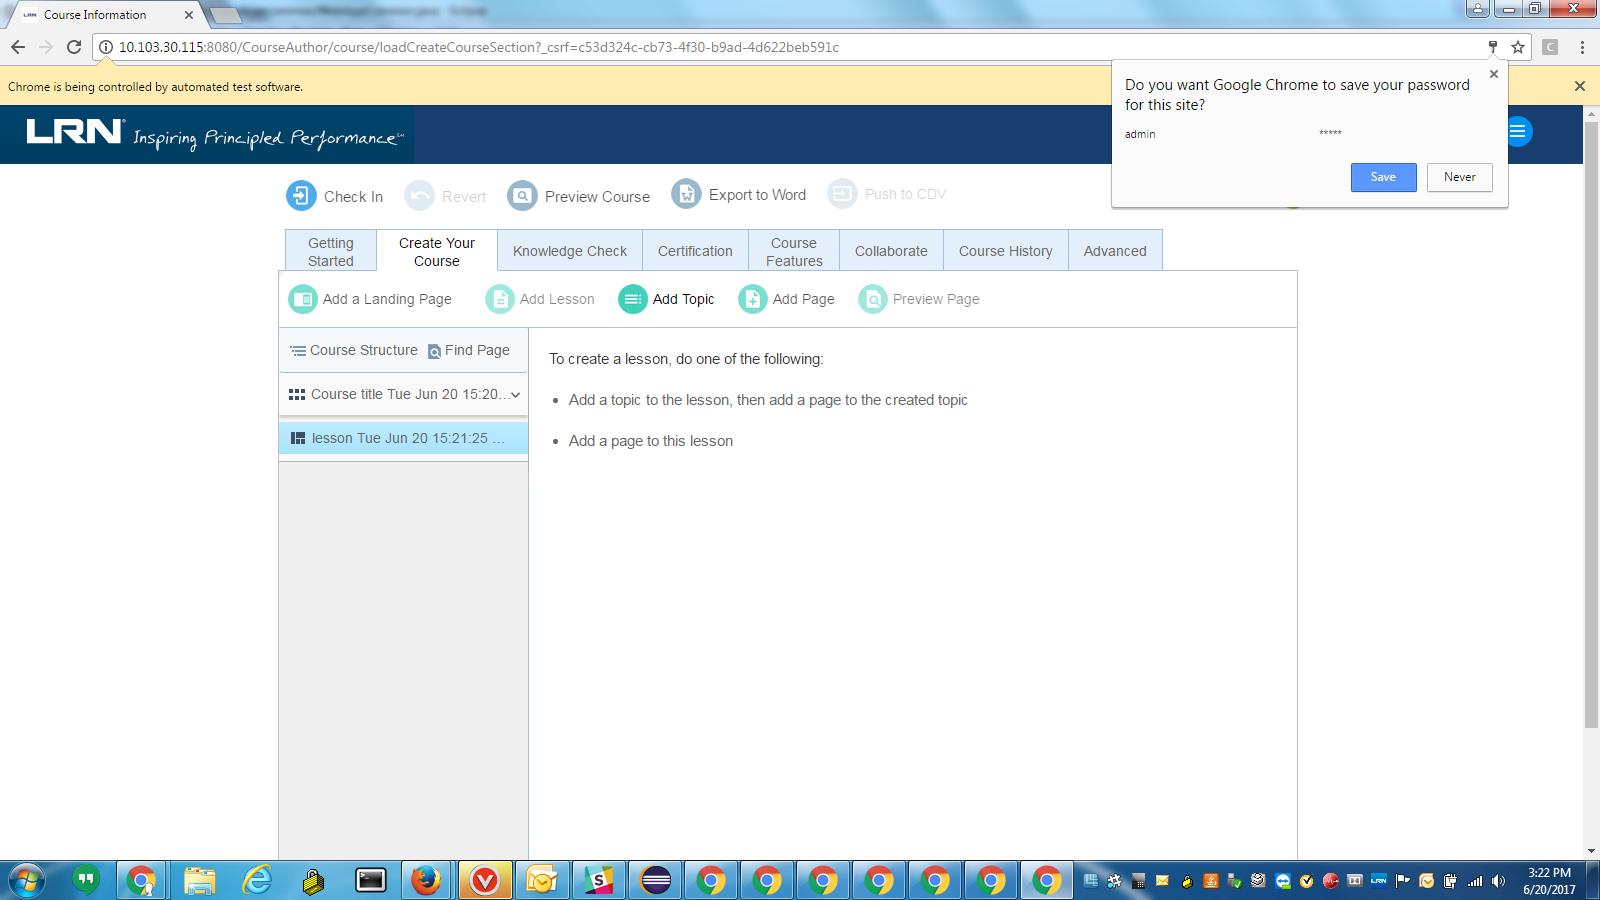 LRN Course Information
10.103.30.115:8080/CourseAuthor/course/loadCreateCourseSection?_csrf=c53d324c-cb73-4f30-b9ad-4d622beb591c
C
Chrome is being controlled by automated test software.
Do you want Google Chrome to save your password
for this site?
admin *****
Save Never
LRN Inspiring Principled Performance
Check In Revert Preview Course Export to Word Push to CDV
Getting
Started
Create Your
Course
Knowledge Check
Certification
Course
Features
Collaborate
Course History
Advanced
Add a Landing Page Add Lesson Add Topic Add Page Preview Page
Course Structure Find Page
Course title Tue Jun 20 15:20...
lesson Tue Jun 20 15:21:25 ...
To create a lesson, do one of the following:
• Add a topic to the lesson, then add a page to the created topic
• Add a page to this lesson
LRN
3:22 PM
6/20/2017